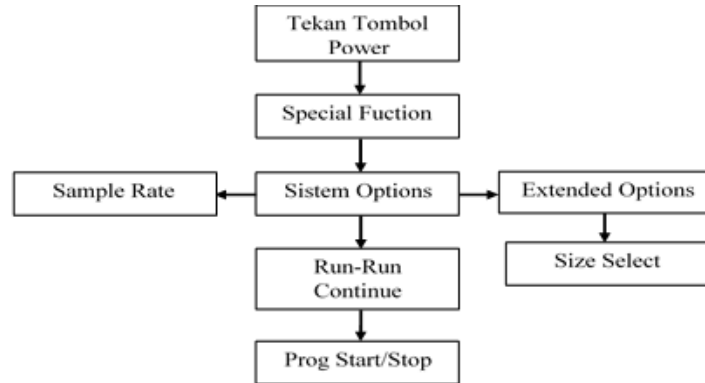 Tekan Tombol
Power
Special Fuction
Sample Rate
Sistem Options
Extended Options
Run-Run
Continue
Size Select
Prog Start/Stop